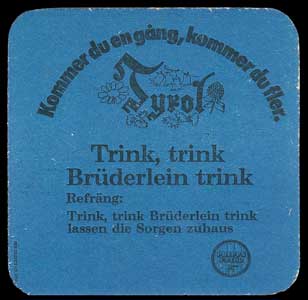 Kommer du en gång, kommer du fler.
Tyrol
Trink, trink
Brüderlein trink
Refräng:
Trink, trink Brüderlein trink
lassen die Sorgen zuhaus